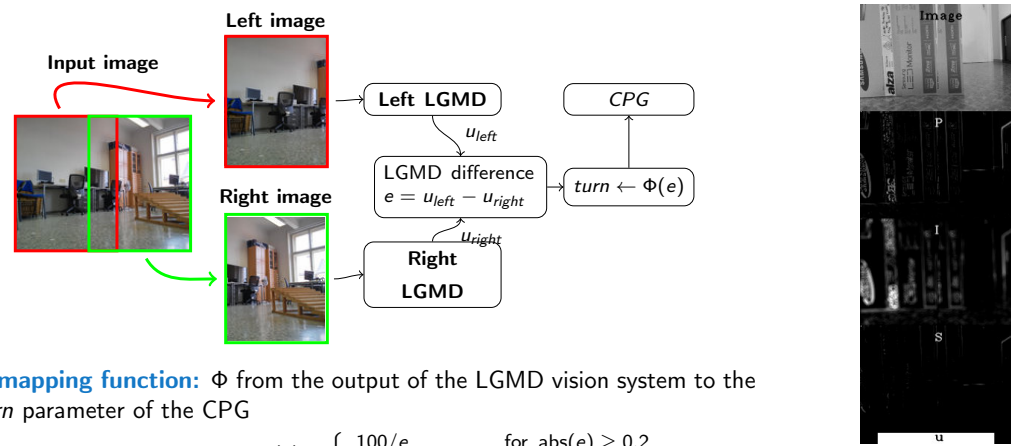 Left image
Input image
Right image
Left LGMD
u_left
LGMD difference
e = u_left − u_right
u_right
Right
LGMD
CPG
turn ← Φ(e)
mapping function: Φ from the output of the LGMD vision system to the
rn parameter of the CPG
100/e for abs(e) ≥ 0.2
Image
alza
Monitor
P
I
S
u